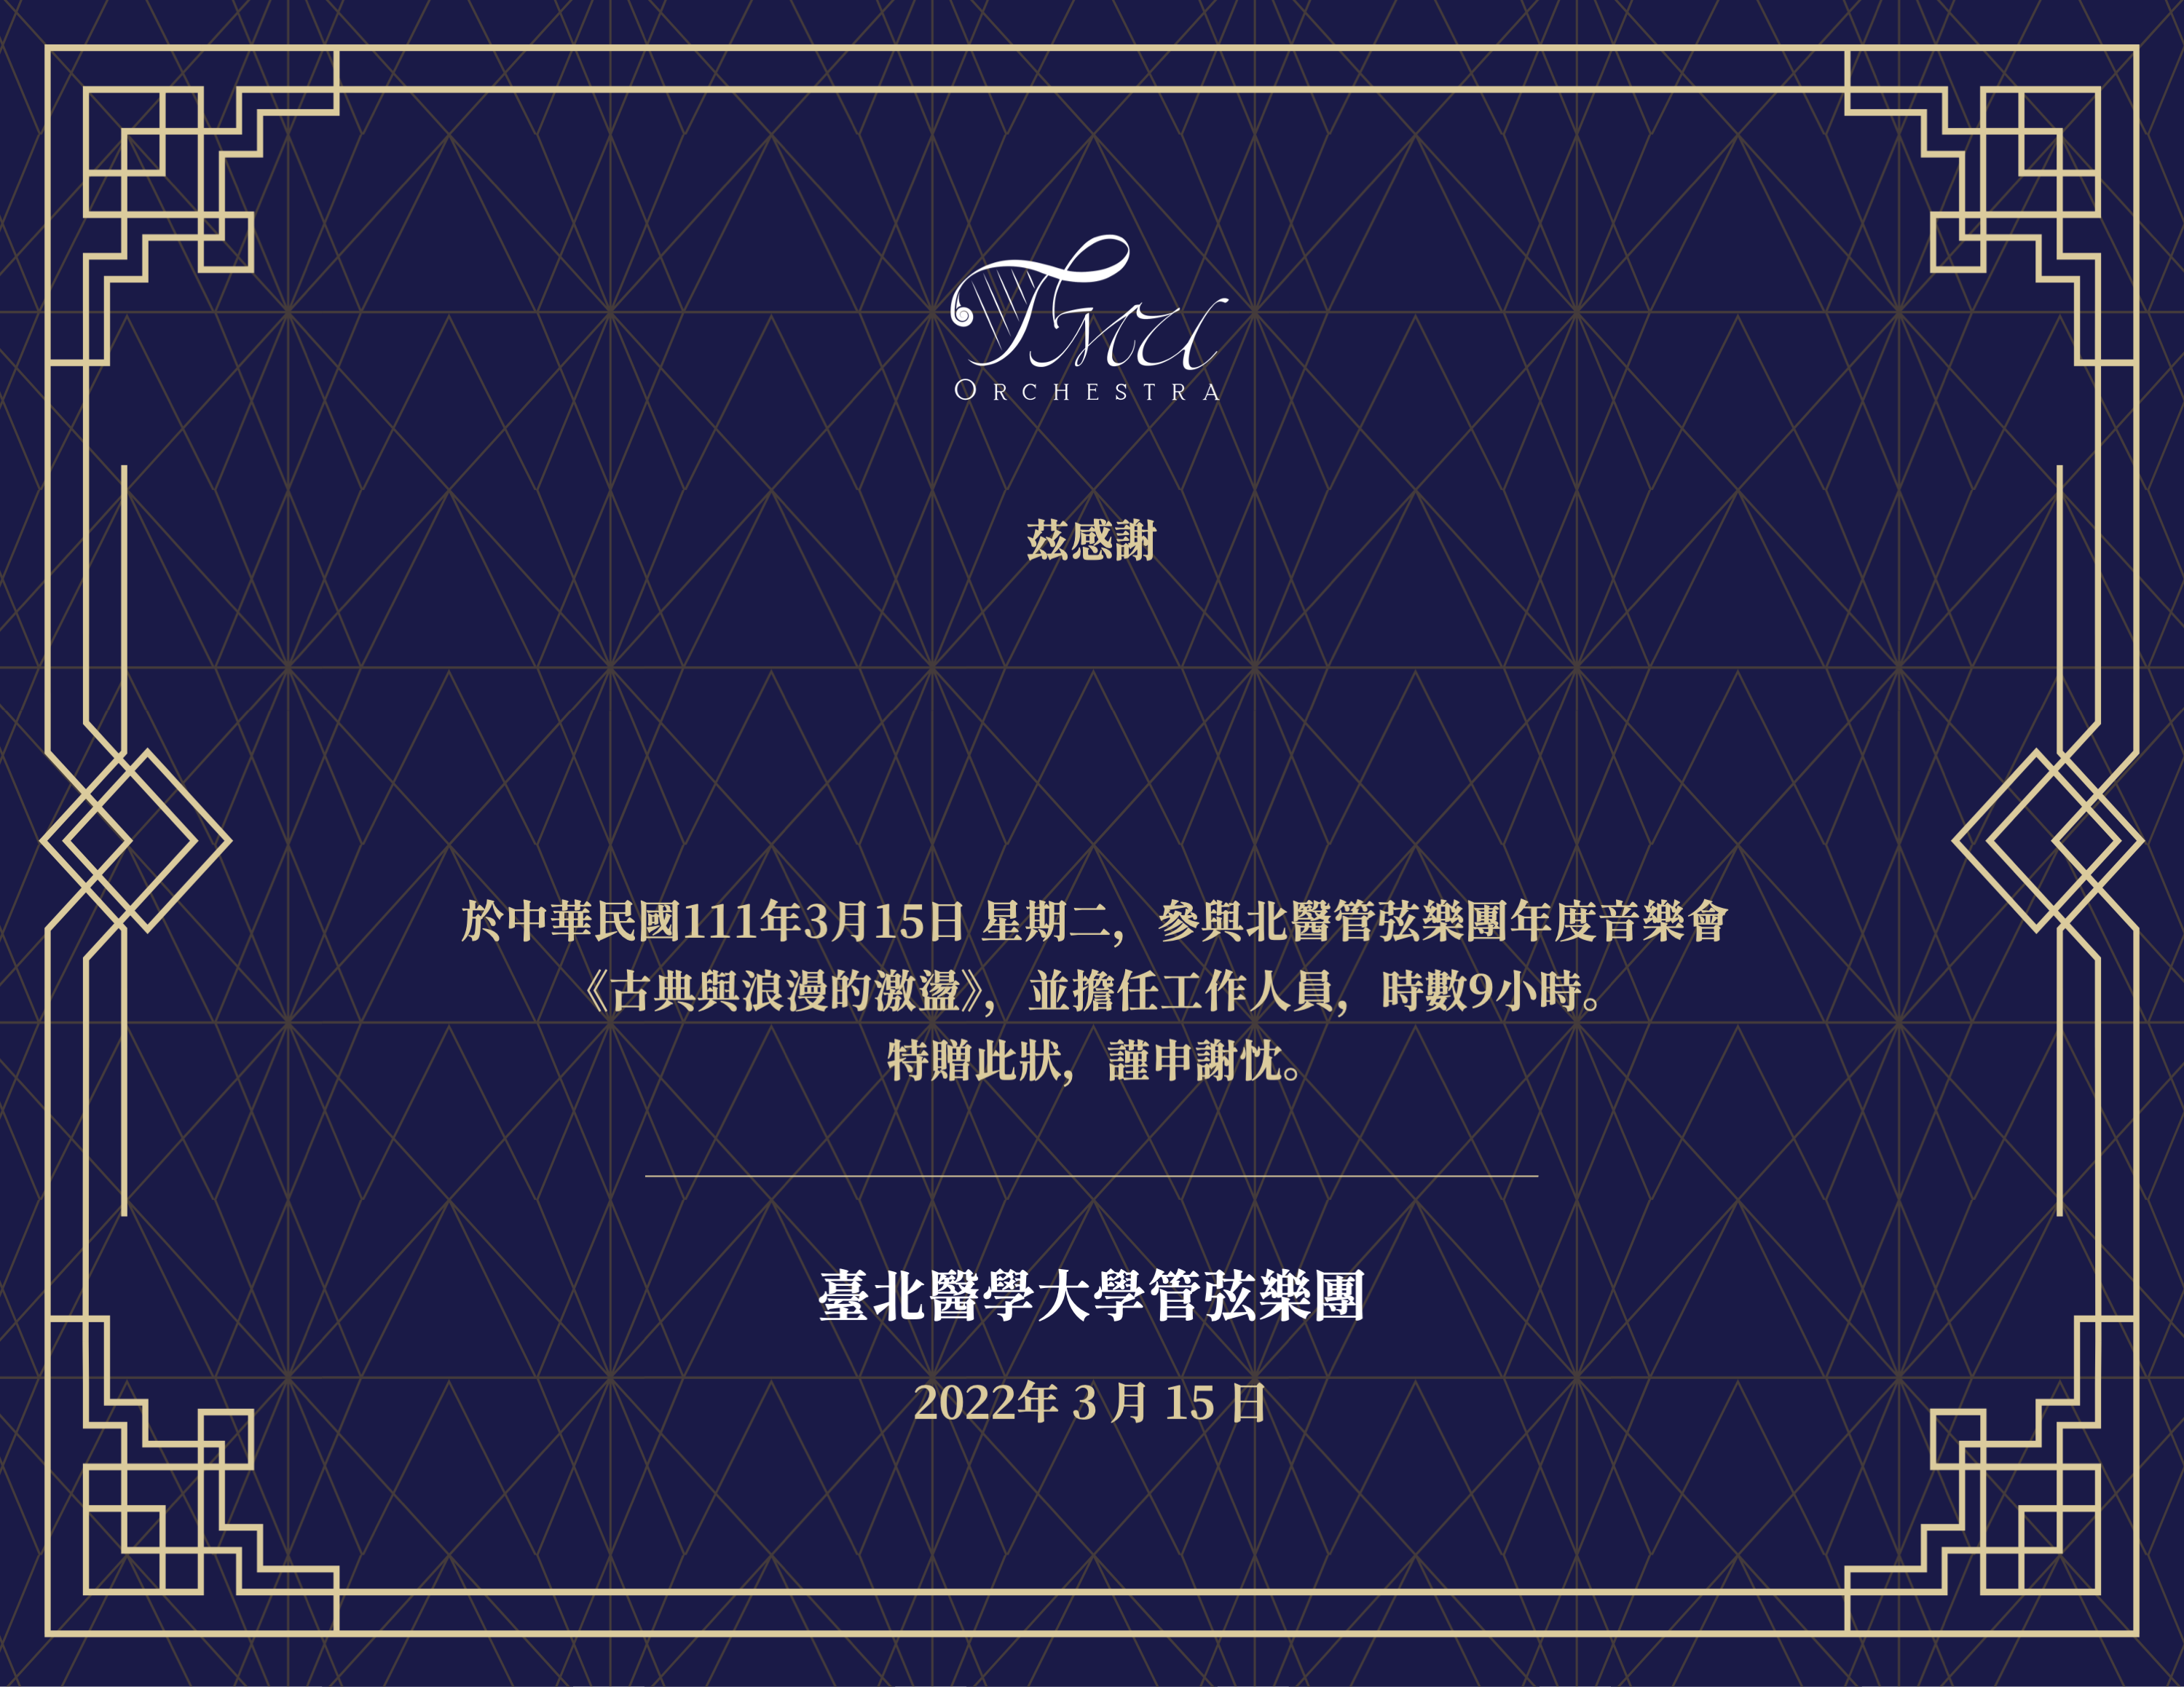 TMU
ORCHESTRA
茲感謝
於中華民國111年3月15日 星期二，參與北醫管弦樂團年度音樂會
《古典與浪漫的激盪》，並擔任工作人員，時數9小時。
特贈此狀，謹申謝忱。
臺北醫學大學管弦樂團
2022年 3 月 15 日